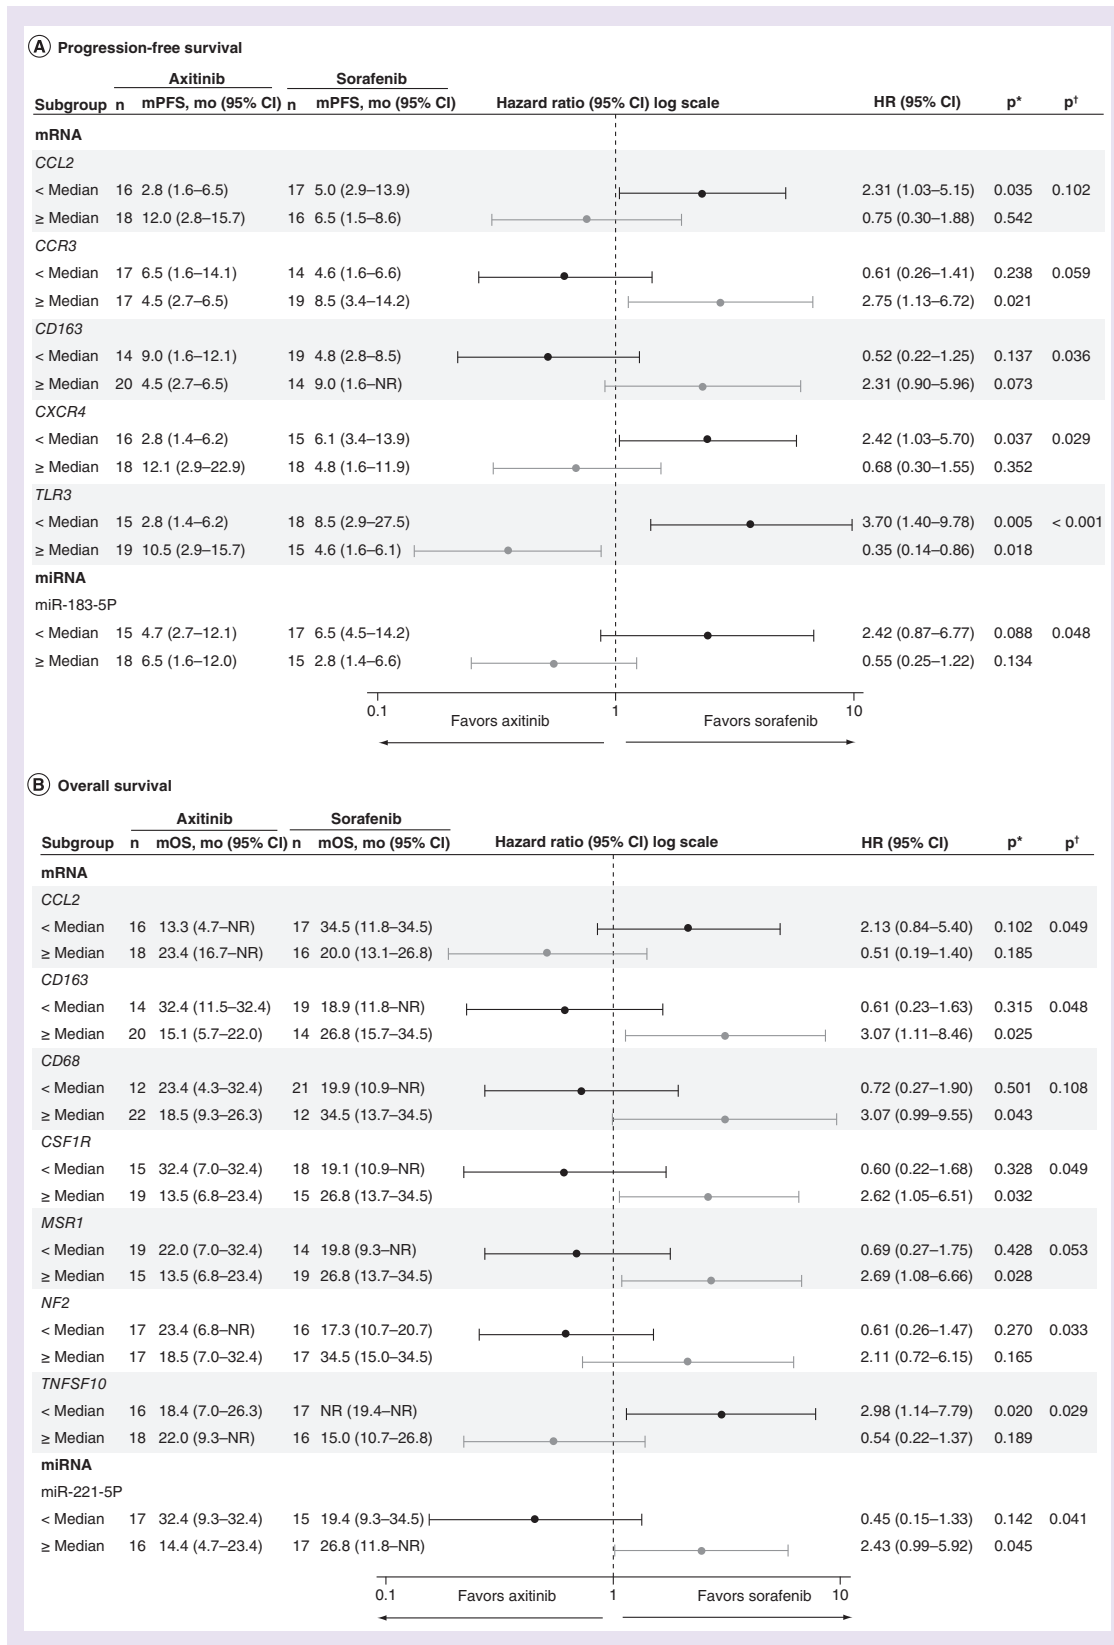 A Progression-free survival
Axitinib Sorafenib
Subgroup n mPFS, mo (95% CI) n mPFS, mo (95% CI) Hazard ratio (95% CI) log scale HR (95% CI) p* p†
mRNA
CCL2
< Median 16 2.8 (1.6–6.5) 17 5.0 (2.9–13.9) 2.31 (1.03–5.15) 0.035 0.102
≥ Median 18 12.0 (2.8–15.7) 16 6.5 (1.5–8.6) 0.75 (0.30–1.88) 0.542
CCR3
< Median 17 6.5 (1.6–14.1) 14 4.6 (1.6–6.6) 0.61 (0.26–1.41) 0.238 0.059
≥ Median 17 4.5 (2.7–6.5) 19 8.5 (3.4–14.2) 2.75 (1.13–6.72) 0.021
CD163
< Median 14 9.0 (1.6–12.1) 19 4.8 (2.8–8.5) 0.52 (0.22–1.25) 0.137 0.036
≥ Median 20 4.5 (2.7–6.5) 14 9.0 (1.6–NR) 2.31 (0.90–5.96) 0.073
CXCR4
< Median 16 2.8 (1.4–6.2) 15 6.1 (3.4–13.9) 2.42 (1.03–5.70) 0.037 0.029
≥ Median 18 12.1 (2.9–22.9) 18 4.8 (1.6–11.9) 0.68 (0.30–1.55) 0.352
TLR3
< Median 15 2.8 (1.4–6.2) 18 8.5 (2.9–27.5) 3.70 (1.40–9.78) 0.005 < 0.001
≥ Median 19 10.5 (2.9–15.7) 15 4.6 (1.6–6.1) 0.35 (0.14–0.86) 0.018
miRNA
miR-183-5P
< Median 15 4.7 (2.7–12.1) 17 6.5 (4.5–14.2) 2.42 (0.87–6.77) 0.088 0.048
≥ Median 18 6.5 (1.6–12.0) 15 2.8 (1.4–6.6) 0.55 (0.25–1.22) 0.134
0.1 1 10
Favors axitinib Favors sorafenib
B Overall survival
Axitinib Sorafenib
Subgroup n mOS, mo (95% CI) n mOS, mo (95% CI) Hazard ratio (95% CI) log scale HR (95% CI) p* p†
mRNA
CCL2
< Median 16 13.3 (4.7–NR) 17 34.5 (11.8–34.5) 2.13 (0.84–5.40) 0.102 0.049
≥ Median 18 23.4 (16.7–NR) 16 20.0 (13.1–26.8) 0.51 (0.19–1.40) 0.185
CD163
< Median 14 32.4 (11.5–32.4) 19 18.9 (11.8–NR) 0.61 (0.23–1.63) 0.315 0.048
≥ Median 20 15.1 (5.7–22.0) 14 26.8 (15.7–34.5) 3.07 (1.11–8.46) 0.025
CD68
< Median 12 23.4 (4.3–32.4) 21 19.9 (10.9–NR) 0.72 (0.27–1.90) 0.501 0.108
≥ Median 22 18.5 (9.3–26.3) 12 34.5 (13.7–34.5) 3.07 (0.99–9.55) 0.043
CSF1R
< Median 15 32.4 (7.0–32.4) 18 19.1 (10.9–NR) 0.60 (0.22–1.68) 0.328 0.049
≥ Median 19 13.5 (6.8–23.4) 15 26.8 (13.7–34.5) 2.62 (1.05–6.51) 0.032
MSR1
< Median 19 22.0 (7.0–32.4) 14 19.8 (9.3–NR) 0.69 (0.27–1.75) 0.428 0.053
≥ Median 15 13.5 (6.8–23.4) 19 26.8 (13.7–34.5) 2.69 (1.08–6.66) 0.028
NF2
< Median 17 23.4 (6.8–NR) 16 17.3 (10.7–20.7) 0.61 (0.26–1.47) 0.270 0.033
≥ Median 17 18.5 (7.0–32.4) 17 34.5 (15.0–34.5) 2.11 (0.72–6.15) 0.165
TNFSF10
< Median 16 18.4 (7.0–26.3) 17 NR (19.4–NR) 2.98 (1.14–7.79) 0.020 0.029
≥ Median 18 22.0 (9.3–NR) 16 15.0 (10.7–26.8) 0.54 (0.22–1.37) 0.189
miRNA
miR-221-5P
< Median 17 32.4 (9.3–32.4) 15 19.4 (9.3–34.5) 0.45 (0.15–1.33) 0.142 0.041
≥ Median 16 14.4 (4.7–23.4) 17 26.8 (11.8–NR) 2.43 (0.99–5.92) 0.045
0.1 1 10
Favors axitinib Favors sorafenib